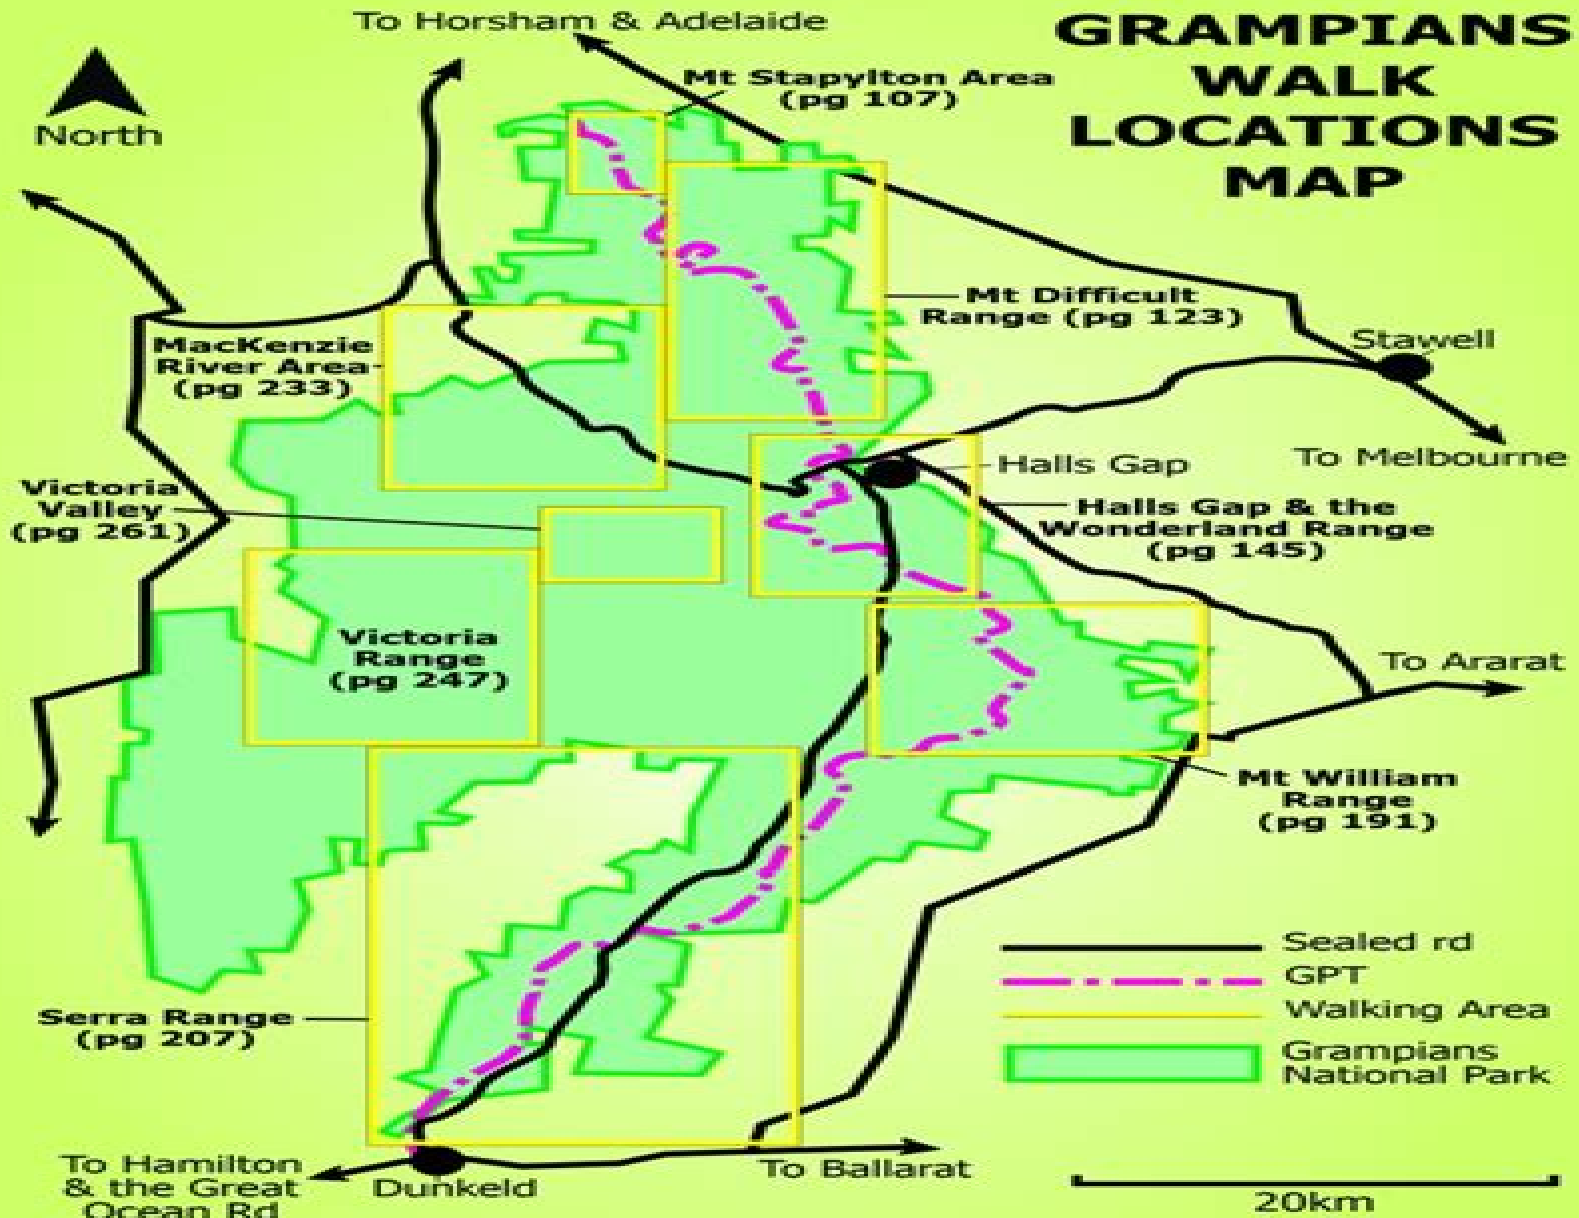 To Horsham & Adelaide
GRAMPIANS
WALK
LOCATIONS
MAP
North
Mt Stapylton Area
(pg 107)
Mt Difficult
Range (pg 123)
Stawell
MacKenzie
River Area
(pg 233)
To Melbourne
Halls Gap
Victoria
Valley
(pg 261)
Halls Gap & the
Wonderland Range
(pg 145)
Victoria
Range
(pg 247)
To Ararat
Mt William
Range
(pg 191)
Serra Range
(pg 207)
Sealed rd
GPT
Walking Area
Grampians
National Park
To Hamilton
& the Great
Ocean Rd
Dunkeld
To Ballarat
20km